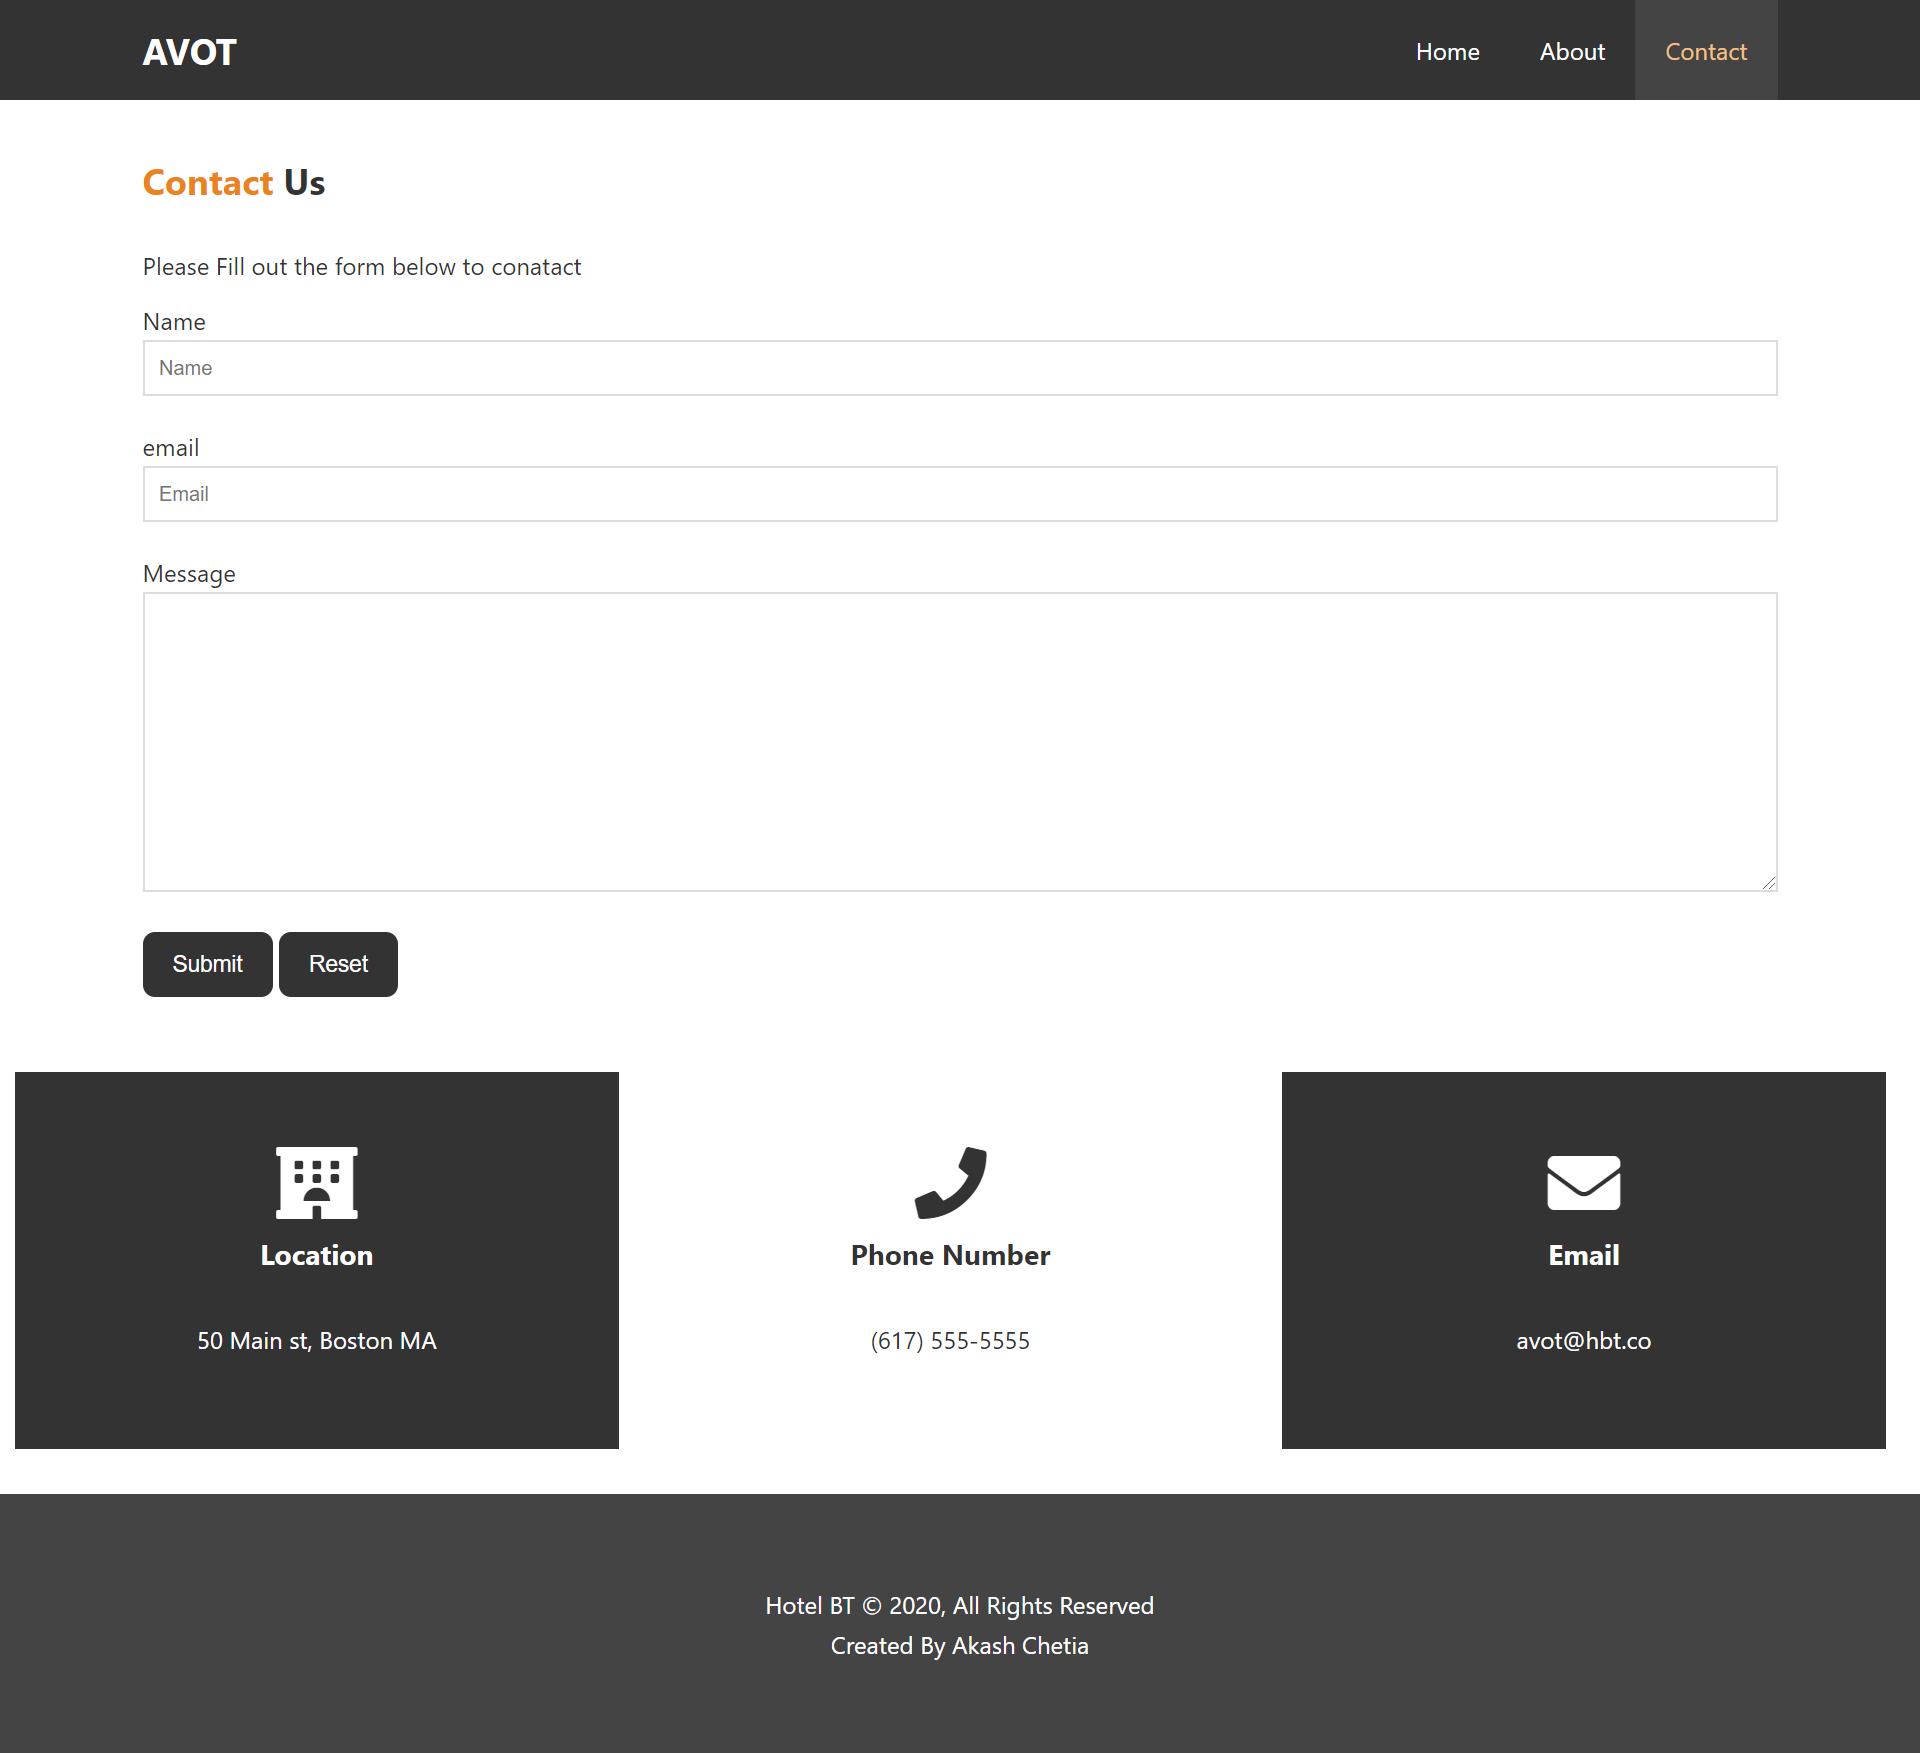 AVOT
Home About Contact
Contact Us
Please Fill out the form below to conatact
Name
Name
email
Email
Message
Submit Reset
Location
50 Main st, Boston MA
Phone Number
(617) 555-5555
Email
avot@hbt.co
Hotel BT © 2020, All Rights Reserved
Created By Akash Chetia